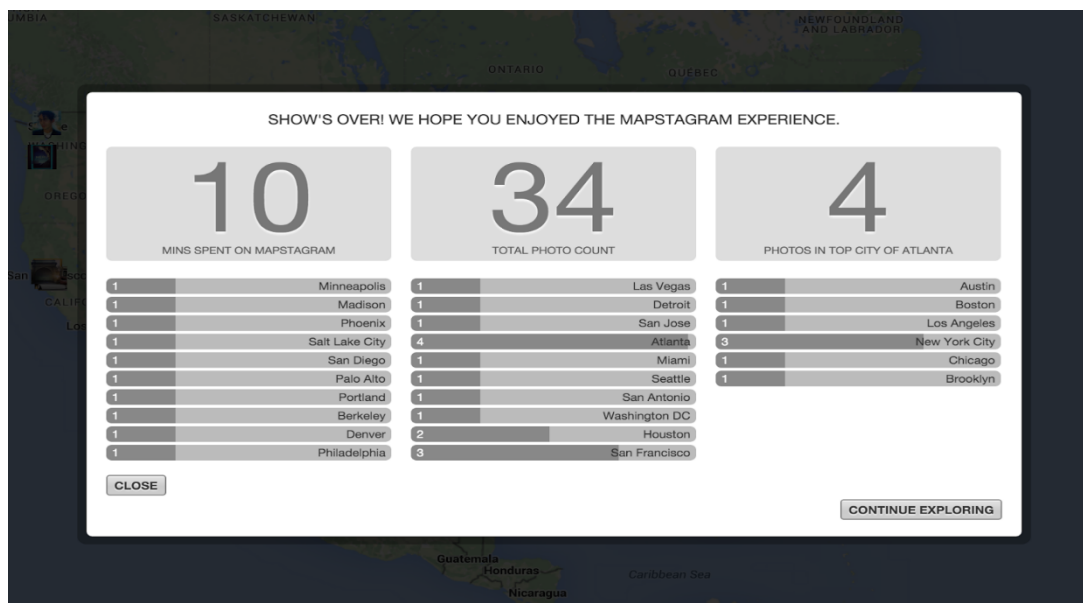 SASKATCHEWAN
NEWFOUNDLAND
AND LABRADOR
ONTARIO
QUEBEC
SHOW'S OVER! WE HOPE YOU ENJOYED THE MAPSTAGRAM EXPERIENCE.
10
MINS SPENT ON MAPSTAGRAM
34
TOTAL PHOTO COUNT
4
PHOTOS IN TOP CITY OF ATLANTA
1 Minneapolis
1 Madison
1 Phoenix
1 Salt Lake City
1 San Diego
1 Palo Alto
1 Portland
1 Berkeley
1 Denver
1 Philadelphia
1 Las Vegas
1 Detroit
1 San Jose
4 Atlanta
1 Miami
1 Seattle
1 San Antonio
1 Washington DC
2 Houston
3 San Francisco
1 Austin
1 Boston
1 Los Angeles
3 New York City
1 Chicago
1 Brooklyn
CLOSE
CONTINUE EXPLORING
Guatemala
Honduras
Nicaragua
Caribbean Sea